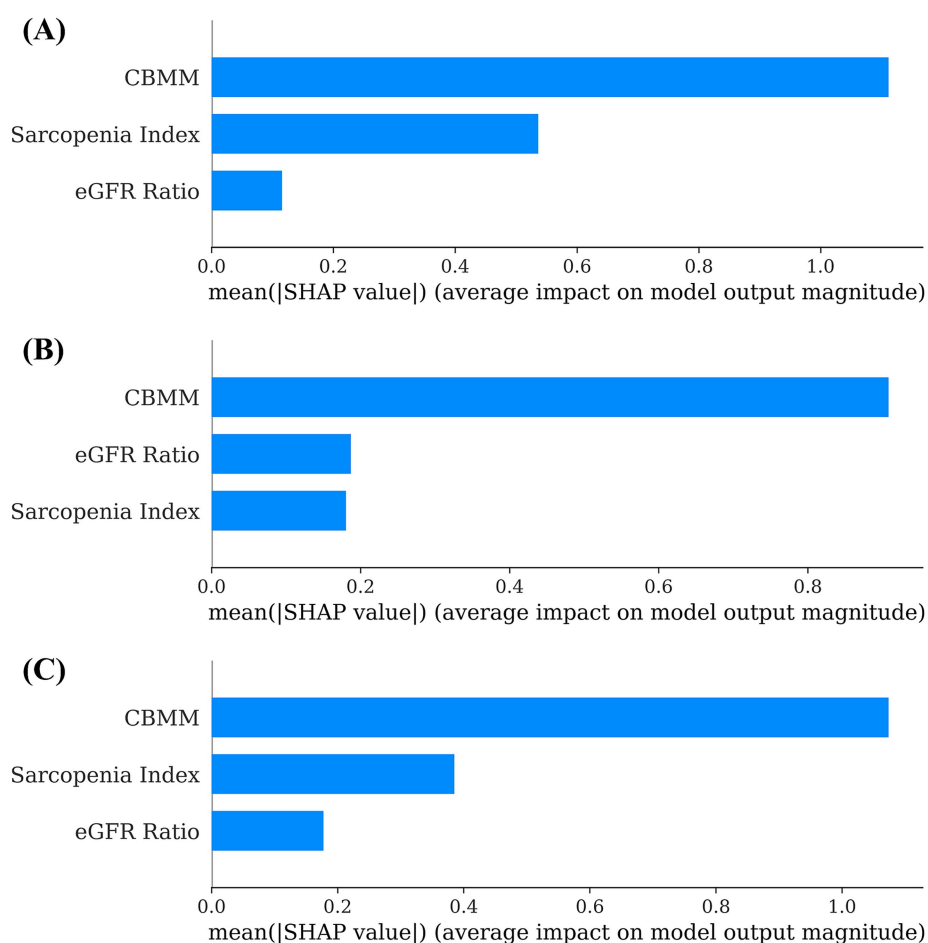 (A)
CBMM
Sarcopenia Index
eGFR Ratio
0.0 0.2 0.4 0.6 0.8 1.0
mean(|SHAP value|) (average impact on model output magnitude)
(B)
CBMM
eGFR Ratio
Sarcopenia Index
0.0 0.2 0.4 0.6 0.8
mean(|SHAP value|) (average impact on model output magnitude)
(C)
CBMM
Sarcopenia Index
eGFR Ratio
0.0 0.2 0.4 0.6 0.8 1.0
mean(|SHAP value|) (average impact on model output magnitude)